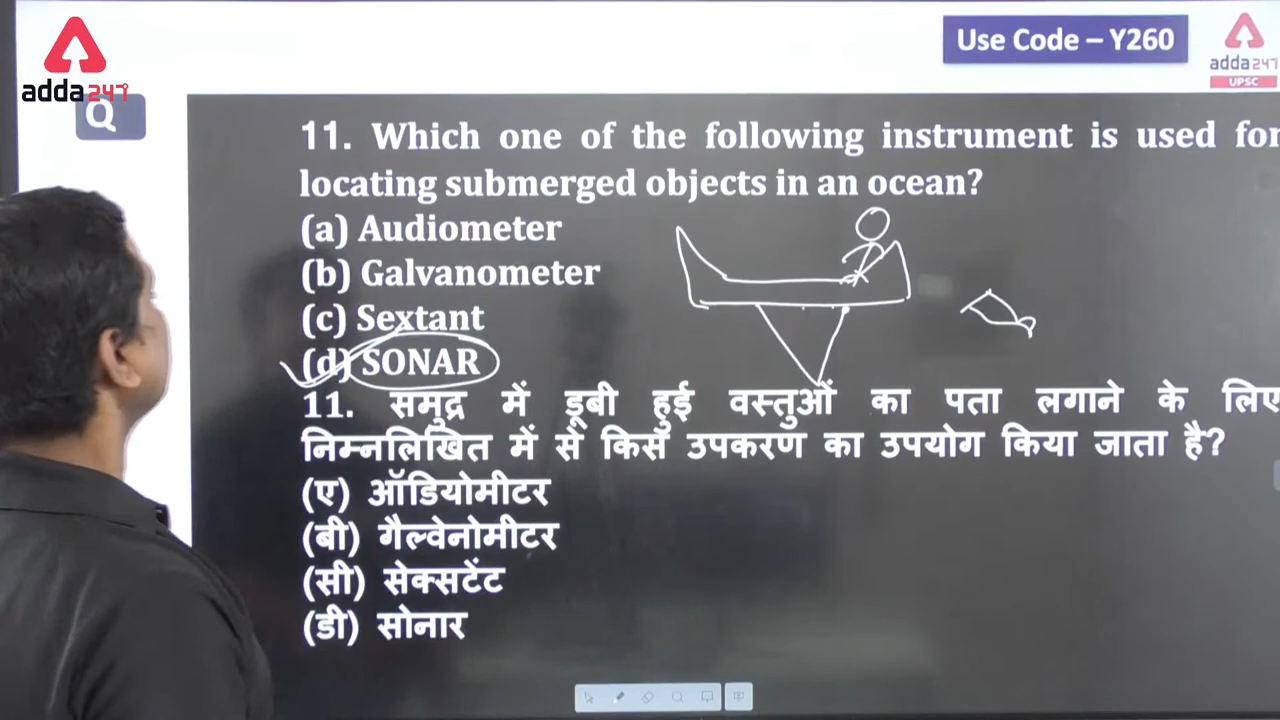 Use Code – Y260
adda247
adda247
UPSC
Q
11. Which one of the following instrument is used for
locating submerged objects in an ocean?
(a) Audiometer
(b) Galvanometer
(c) Sextant
(d) SONAR
11. समुद्र में डूबी हुई वस्तुओं का पता लगाने के लिए
निम्नलिखित में से किस उपकरण का उपयोग किया जाता है?
(ए) ऑडियोमीटर
(बी) गैल्वेनोमीटर
(सी) सेक्सटेंट
(डी) सोनार